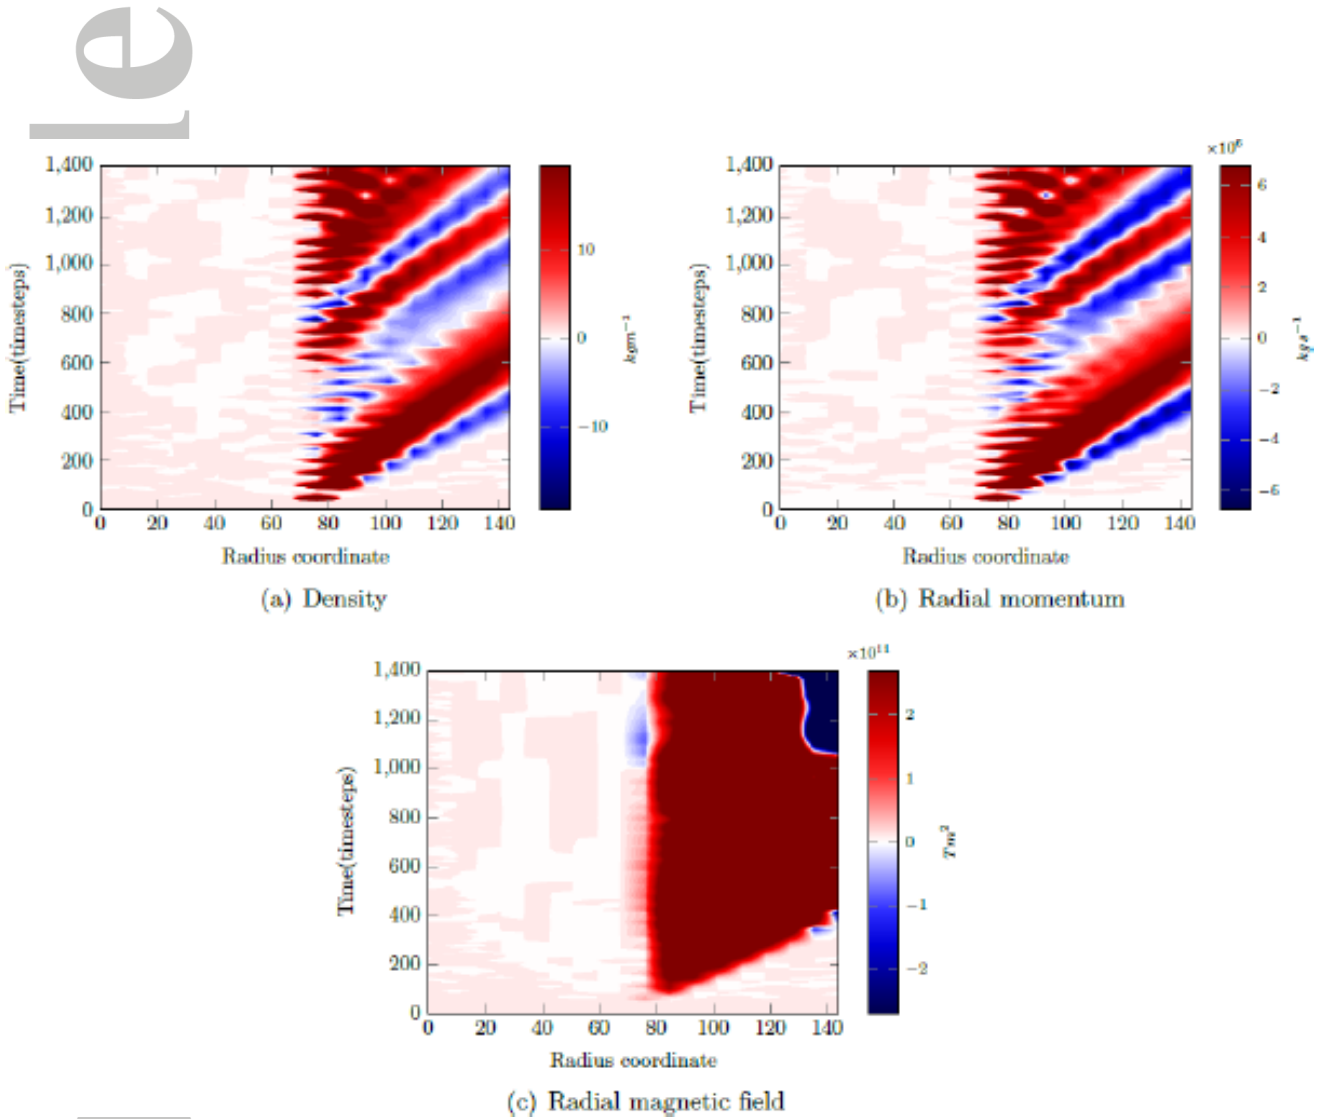 le
1,400
1,200
1,000
800
600
400
200
0
0 20 40 60 80 100 120 140
Time(timesteps)
Radius coordinate
10
0
−10
kgm⁻¹
(a) Density
×10⁶
1,400
1,200
1,000
800
600
400
200
0
0 20 40 60 80 100 120 140
Time(timesteps)
Radius coordinate
6
4
2
0
−2
−4
−6
(b) Radial momentum
×10¹¹
1,400
1,200
1,000
800
600
400
200
0
0 20 40 60 80 100 120 140
Time(timesteps)
Radius coordinate
2
1
0
−1
−2
Tm²
(c) Radial magnetic field